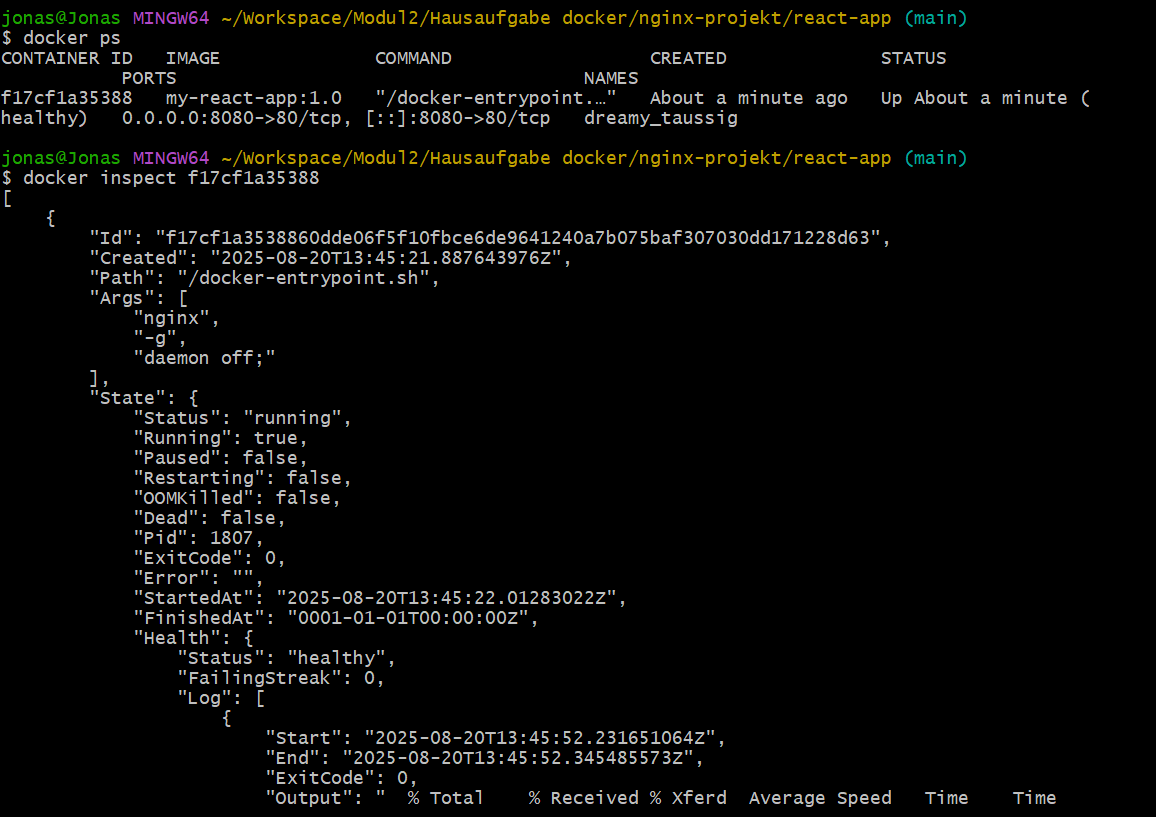 jonas@Jonas MINGW64 ~/Workspace/Modul2/Hausaufgabe docker/nginx-projekt/react-app (main)
$ docker ps
CONTAINER ID   IMAGE              COMMAND                  CREATED              STATUS
           PORTS                                     NAMES
f17cf1a35388   my-react-app:1.0   "/docker-entrypoint.…"   About a minute ago   Up About a minute (
healthy)   0.0.0.0:8080->80/tcp, [::]:8080->80/tcp   dreamy_taussig

jonas@Jonas MINGW64 ~/Workspace/Modul2/Hausaufgabe docker/nginx-projekt/react-app (main)
$ docker inspect f17cf1a35388
[
    {
        "Id": "f17cf1a3538860dde06f5f10fbce6de9641240a7b075baf307030dd171228d63",
        "Created": "2025-08-20T13:45:21.887643976Z",
        "Path": "/docker-entrypoint.sh",
        "Args": [
            "nginx",
            "-g",
            "daemon off;"
        ],
        "State": {
            "Status": "running",
            "Running": true,
            "Paused": false,
            "Restarting": false,
            "OOMKilled": false,
            "Dead": false,
            "Pid": 1807,
            "ExitCode": 0,
            "Error": "",
            "StartedAt": "2025-08-20T13:45:22.01283022Z",
            "FinishedAt": "0001-01-01T00:00:00Z",
            "Health": {
                "Status": "healthy",
                "FailingStreak": 0,
                "Log": [
                    {
                        "Start": "2025-08-20T13:45:52.231651064Z",
                        "End": "2025-08-20T13:45:52.345485573Z",
                        "ExitCode": 0,
                        "Output": "  % Total    % Received % Xferd  Average Speed   Time    Time